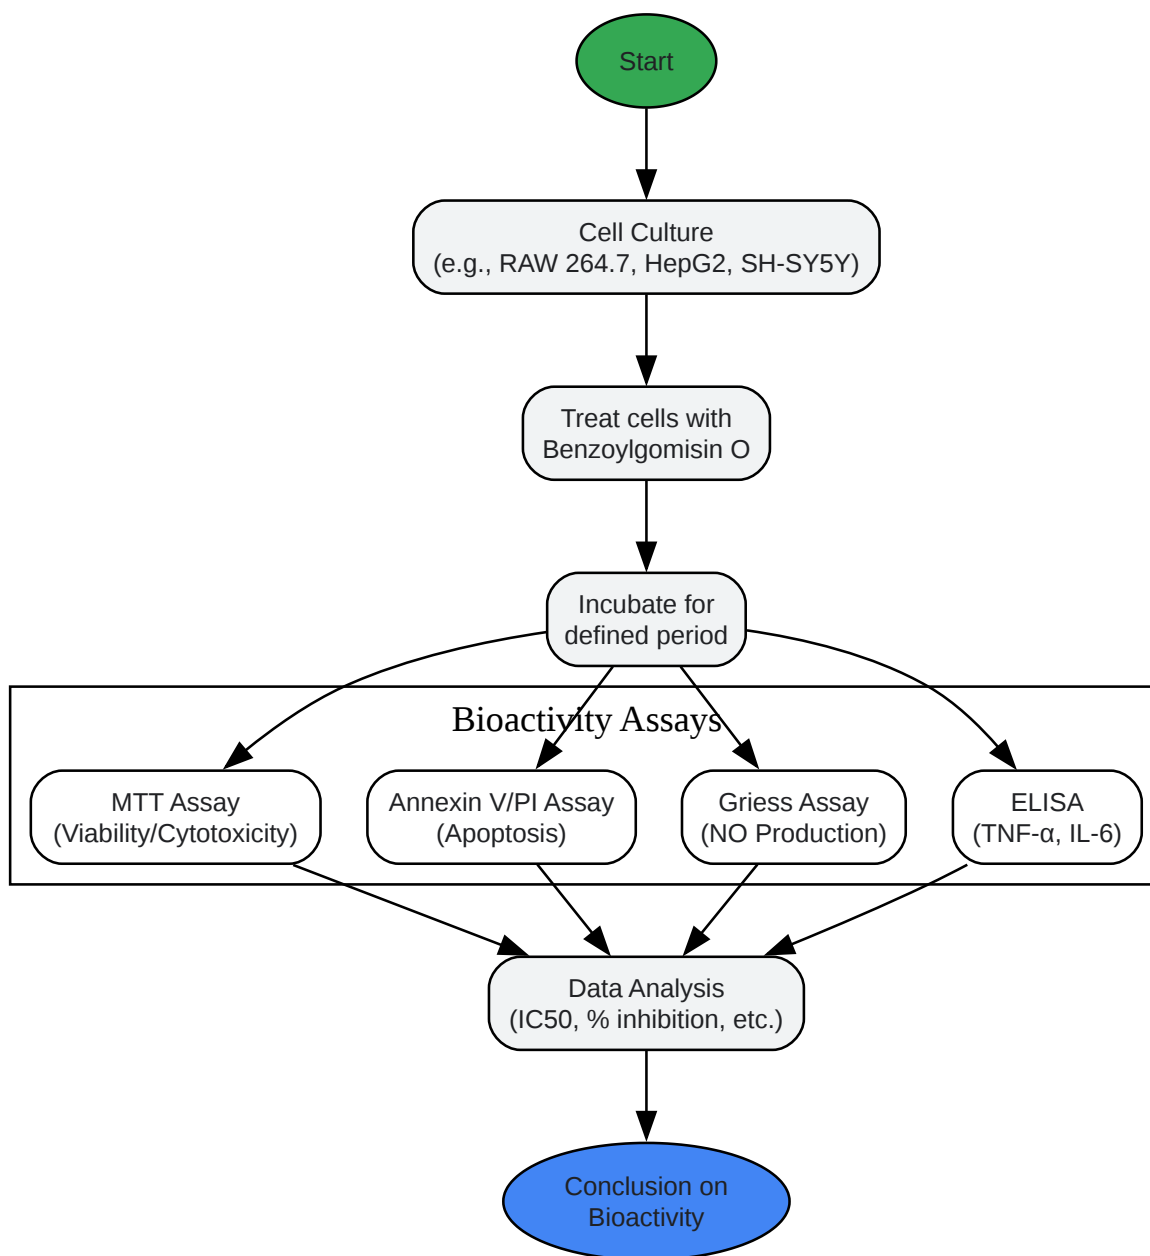 Start
Cell Culture
(e.g., RAW 264.7, HepG2, SH-SY5Y)
Treat cells with
Benzoylgomisin O
Incubate for
defined period
Bioactivity Assays
MTT Assay
(Viability/Cytotoxicity)
Annexin V/PI Assay
(Apoptosis)
Griess Assay
(NO Production)
ELISA
(TNF-α, IL-6)
Data Analysis
(IC50, % inhibition, etc.)
Conclusion on
Bioactivity